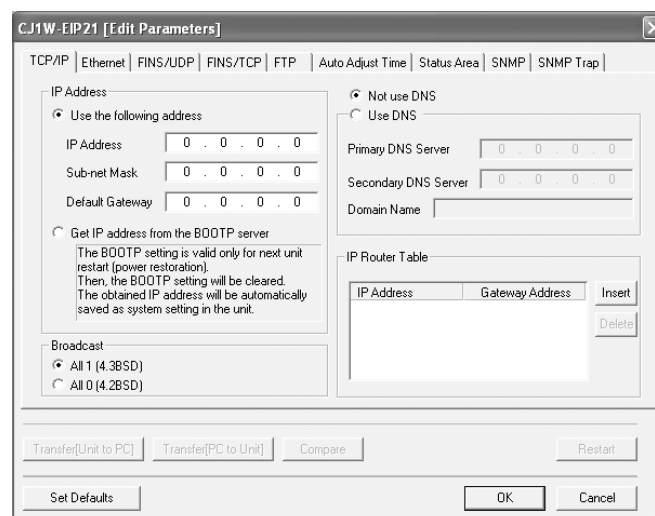 CJ1W-EIP21 [Edit Parameters]
TCP/IP Ethernet FINS/UDP FINS/TCP FTP Auto Adjust Time Status Area SNMP SNMP Trap
IP Address
Use the following address
IP Address 0 . 0 . 0 . 0
Sub-net Mask 0 . 0 . 0 . 0
Default Gateway 0 . 0 . 0 . 0
Get IP address from the BOOTP server
The BOOTP setting is valid only for next unit
restart (power restoration).
Then, the BOOTP setting will be cleared.
The obtained IP address will be automatically
saved as system setting in the unit.
Broadcast
All 1 (4.3BSD)
All 0 (4.2BSD)
Not use DNS
Use DNS
Primary DNS Server 0 . 0 . 0 . 0
Secondary DNS Server 0 . 0 . 0 . 0
Domain Name
IP Router Table
IP Address Gateway Address
Insert
Delete
Transfer[Unit to PC] Transfer[PC to Unit] Compare Restart
Set Defaults OK Cancel